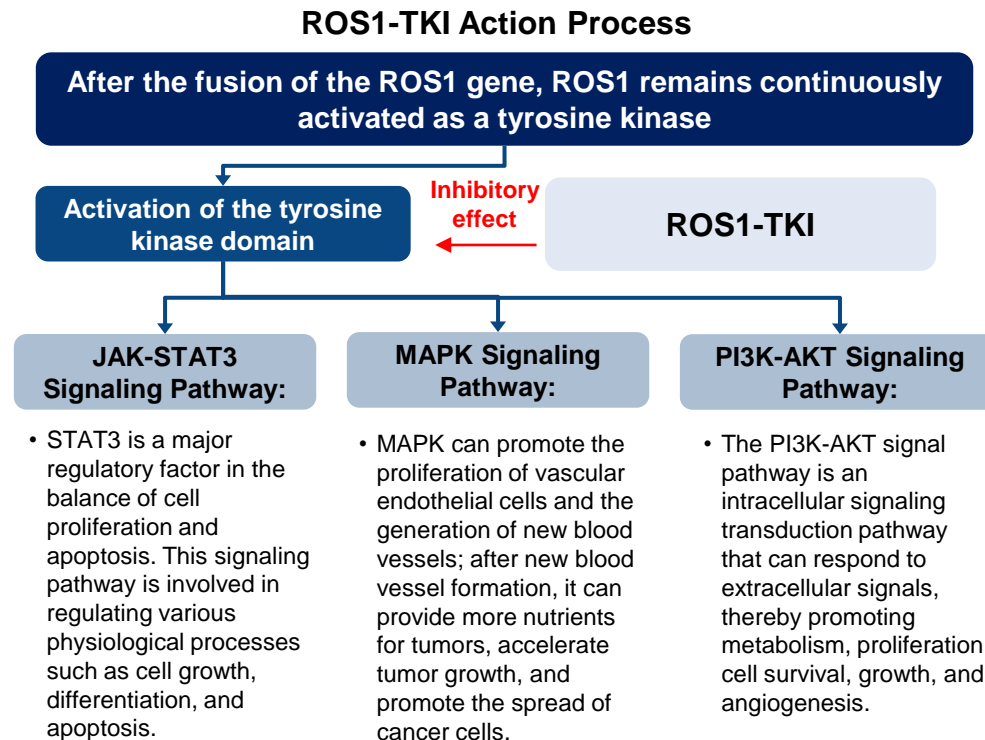 ROS1-TKI Action Process
After the fusion of the ROS1 gene, ROS1 remains continuously
activated as a tyrosine kinase
Activation of the tyrosine
kinase domain
Inhibitory
effect
ROS1-TKI
JAK-STAT3
Signaling Pathway:
• STAT3 is a major
regulatory factor in the
balance of cell
proliferation and
apoptosis. This signaling
pathway is involved in
regulating various
physiological processes
such as cell growth,
differentiation, and
apoptosis.
MAPK Signaling
Pathway:
• MAPK can promote the
proliferation of vascular
endothelial cells and the
generation of new blood
vessels; after new blood
vessel formation, it can
provide more nutrients
for tumors, accelerate
tumor growth, and
promote the spread of
cancer cells.
PI3K-AKT Signaling
Pathway:
• The PI3K-AKT signal
pathway is an
intracellular signaling
transduction pathway
that can respond to
extracellular signals,
thereby promoting
metabolism, proliferation
cell survival, growth, and
angiogenesis.